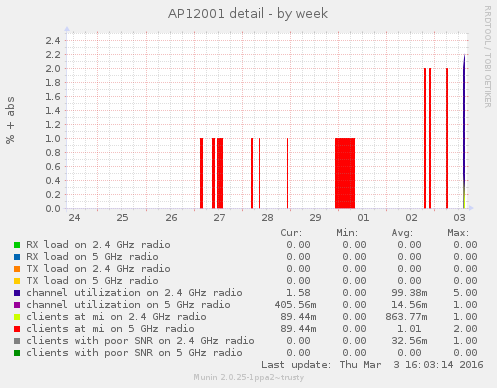 AP12001 detail - by week
RRDTOOL / TOBI OETIKER
% + abs
2.4
2.2
2.0
1.8
1.6
1.4
1.2
1.0
0.8
0.6
0.4
0.2
0.0
24 25 26 27 28 29 01 02 03
Cur: Min: Avg: Max:
RX load on 2.4 GHz radio 0.00 0.00 0.00 0.00
RX load on 5 GHz radio 0.00 0.00 0.00 1.00
TX load on 2.4 GHz radio 0.00 0.00 0.00 0.00
TX load on 5 GHz radio 0.00 0.00 0.00 0.00
channel utilization on 2.4 GHz radio 1.58 0.00 99.38m 5.00
channel utilization on 5 GHz radio 405.56m 0.00 14.56m 1.00
clients at mi on 2.4 GHz radio 89.44m 0.00 863.77m 1.00
clients at mi on 5 GHz radio 89.44m 0.00 1.01 2.00
clients with poor SNR on 2.4 GHz radio 0.00 0.00 32.56m 1.00
clients with poor SNR on 5 GHz radio 0.00 0.00 0.00 0.00
Last update: Thu Mar 3 16:03:14 2016
Munin 2.0.25-1ppa2~trusty